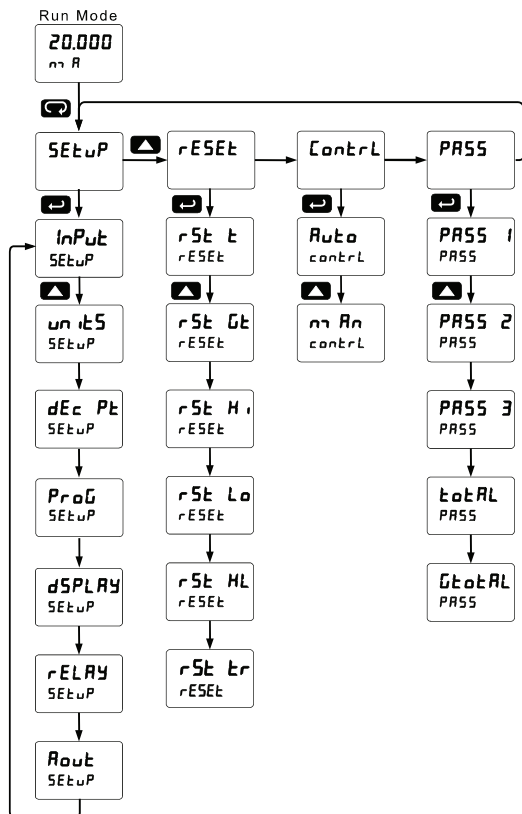 Run Mode
20.000
mA
SEtuP
rESEt
ContrL
PASS
InPut
SEtuP
rSt t
rESEt
Auto
contrL
PASS 1
PASS
unitS
SEtuP
rSt Gt
rESEt
mAn
contrL
PASS 2
PASS
dEc Pt
SEtuP
rSt Hi
rESEt
PASS 3
PASS
ProG
SEtuP
rSt Lo
rESEt
totAL
PASS
dSPLAY
SEtuP
rSt HL
rESEt
GtotAL
PASS
rELAY
SEtuP
rSt tr
rESEt
Aout
SEtuP